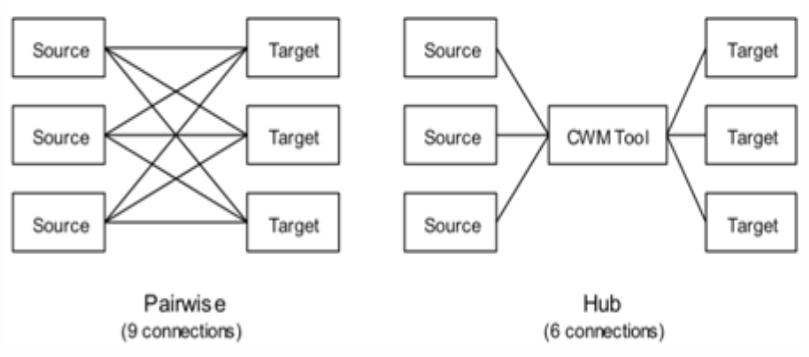 Source
Target
Source
Target
Source
Target
Pairwise
(9 connections)
Source
Target
Source
CWM Tool
Target
Source
Target
Hub
(6 connections)